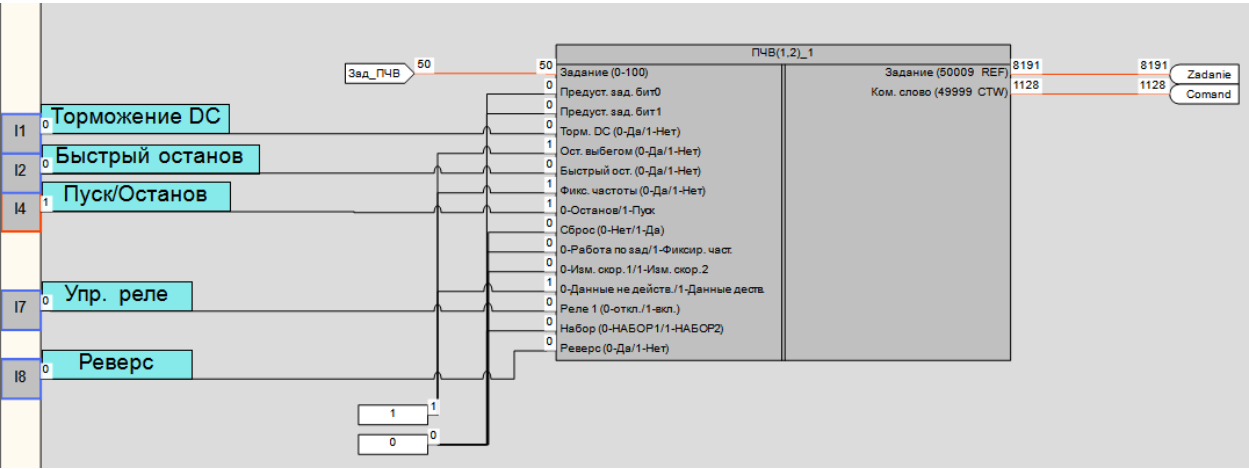 ПЧВ(1,2)_1
Зад_ПЧВ 50
50 Задание (0-100)
Задание (50009 REF) 8191
8191 Zadanie
0 Предуст. зад. бит0
Ком. слово (49999 CTW) 1128
1128 Comand
0 Предуст. зад. бит1
I1 0 Торможение DC
0 Торм. DC (0-Да/1-Нет)
1 Ост. выбегом (0-Да/1-Нет)
I2 0 Быстрый останов
0 Быстрый ост. (0-Да/1-Нет)
1 Фикс. частоты (0-Да/1-Нет)
I4 1 Пуск/Останов
1 0-Останов/1-Пуск
0 Сброс (0-Нет/1-Да)
0 0-Работа по зад/1-Фиксир. част.
0 0-Изм. скор.1/1-Изм. скор.2
1 0-Данные не действ./1-Данные деств.
I7 0 Упр. реле
0 Реле 1 (0-откл./1-вкл.)
0 Набор (0-НАБОР1/1-НАБОР2)
0 Реверс (0-Да/1-Нет)
I8 0 Реверс
1 1
0 0